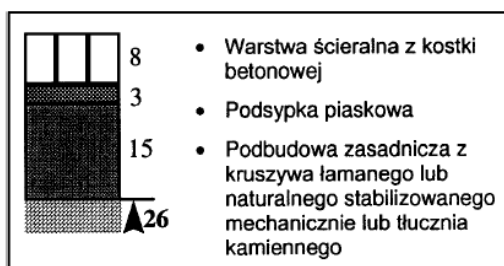 8
3
15
26
• Warstwa ścieralna z kostki
betonowej
• Podsypka piaskowa
• Podbudowa zasadnicza z
kruszywa łamanego lub
naturalnego stabilizowanego
mechanicznie lub tłucznia
kamiennego